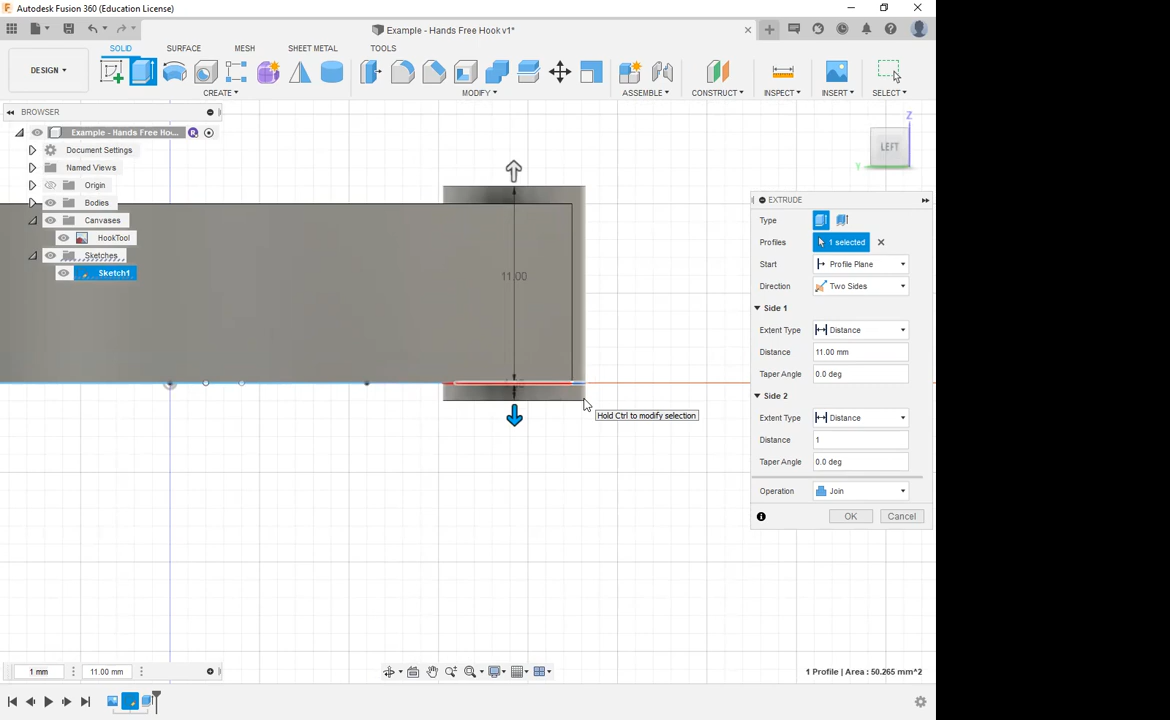 Autodesk Fusion 360 (Education License)
Example - Hands Free Hook v1*
SOLID SURFACE MESH SHEET METAL TOOLS
DESIGN
CREATE MODIFY ASSEMBLE CONSTRUCT INSPECT INSERT SELECT
BROWSER
Example - Hands Free Ho... R
Document Settings
Named Views
Origin
Bodies
Canvases
HookTool
Sketches
Sketch1
11.00
Z
LEFT
Y
EXTRUDE
Type
Profiles 1 selected
Start Profile Plane
Direction Two Sides
Side 1
Extent Type Distance
Distance 11.00 mm
Taper Angle 0.0 deg
Side 2
Extent Type Distance
Distance 1
Taper Angle 0.0 deg
Operation Join
OK Cancel
Hold Ctrl to modify selection
1 mm 11.00 mm
1 Profile | Area : 50.265 mm^2